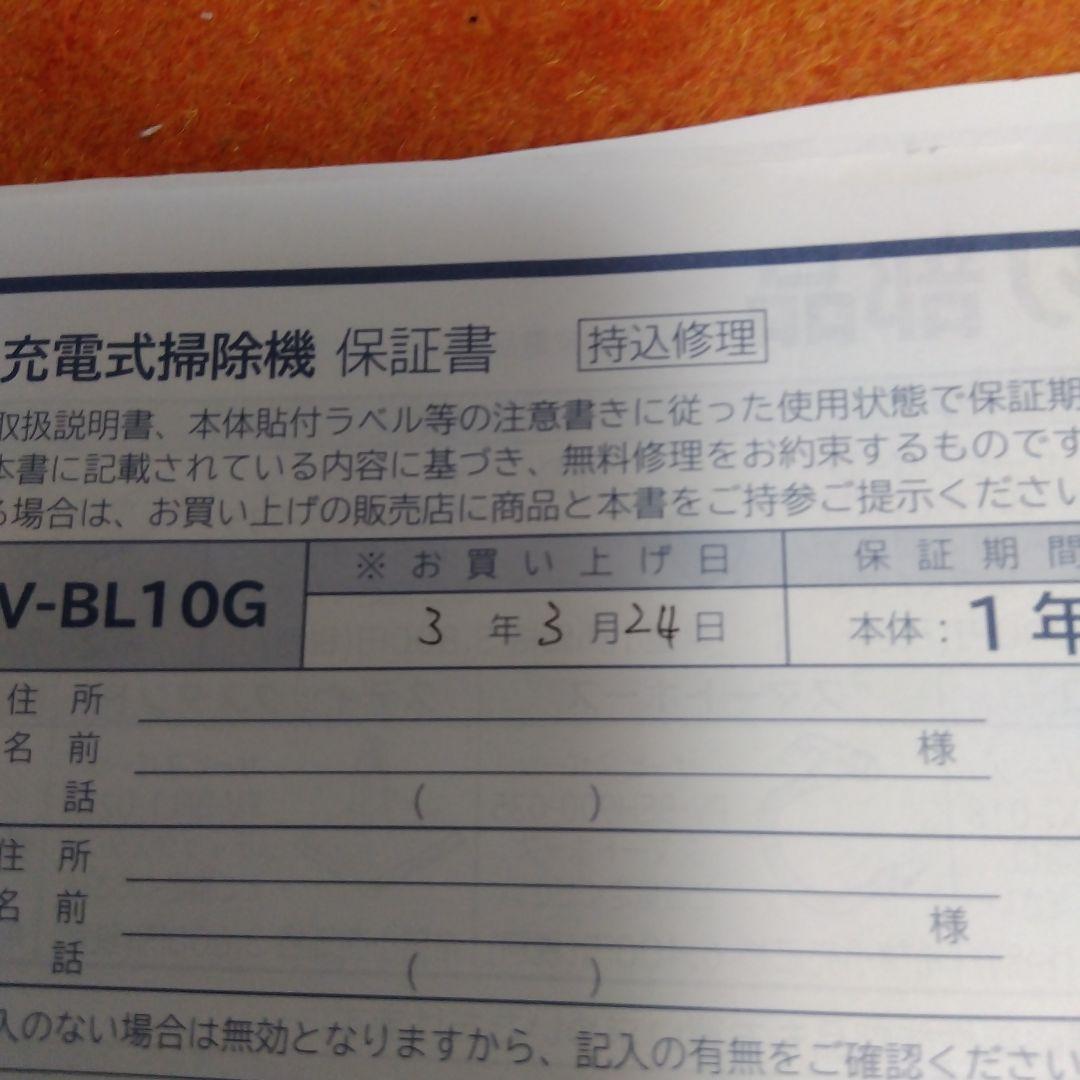 充電式掃除機 保証書 持込修理
取扱説明書、本体貼付ラベル等の注意書きに従った使用状態で保証期
本書に記載されている内容に基づき、無料修理をお約束するものです
る場合は、お買い上げの販売店に商品と本書をご持参ご提示ください
V-BL10G
※お買い上げ日
保証期間
3年3月24日
本体：1年
住所
名前 様
話 ( )
住所
名前 様
話 ( )
入のない場合は無効となりますから、記入の有無をご確認ください